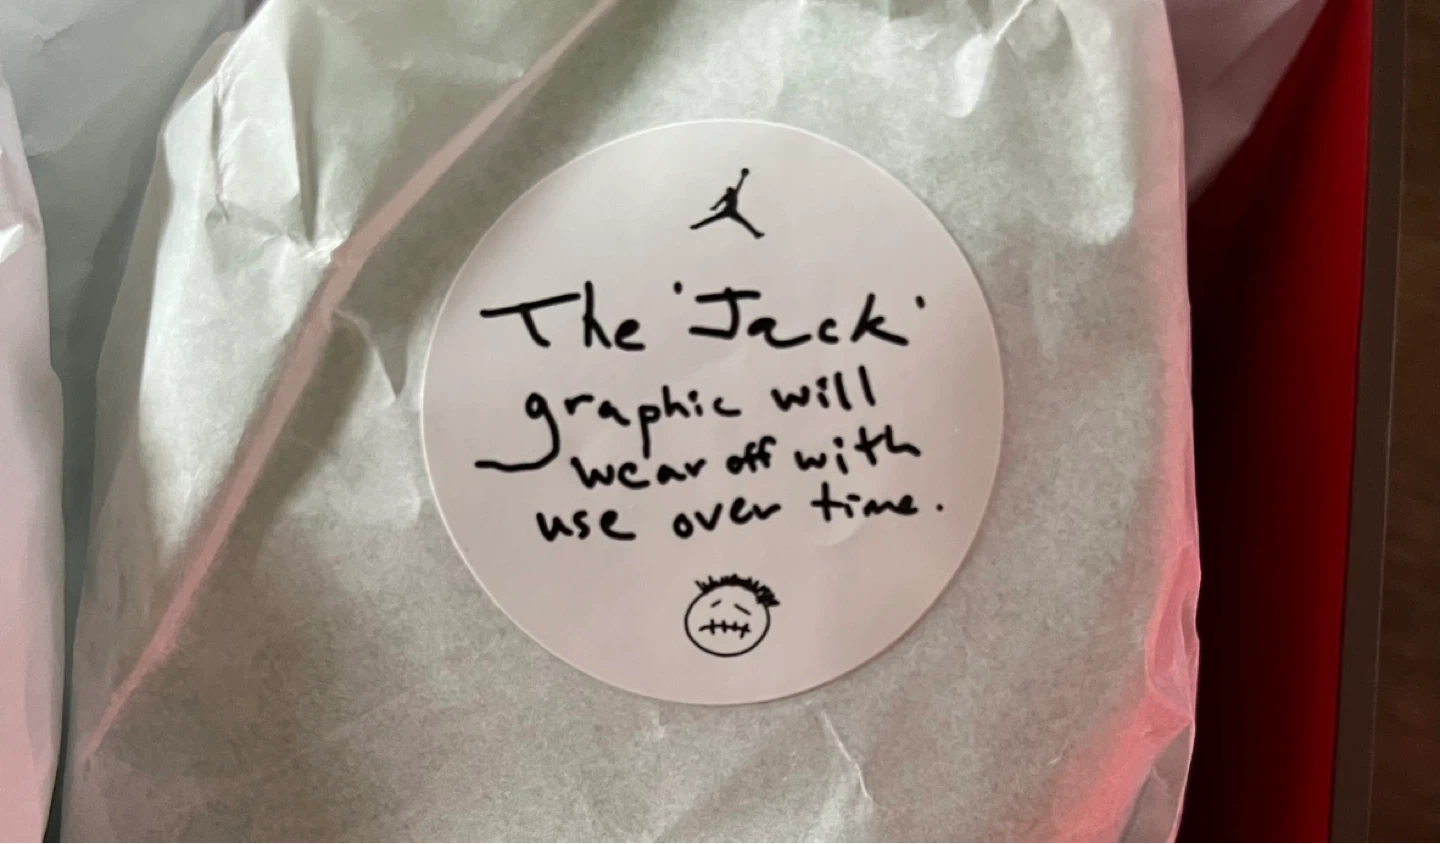 The 'Jack'
graphic will
wear off with
use over time.